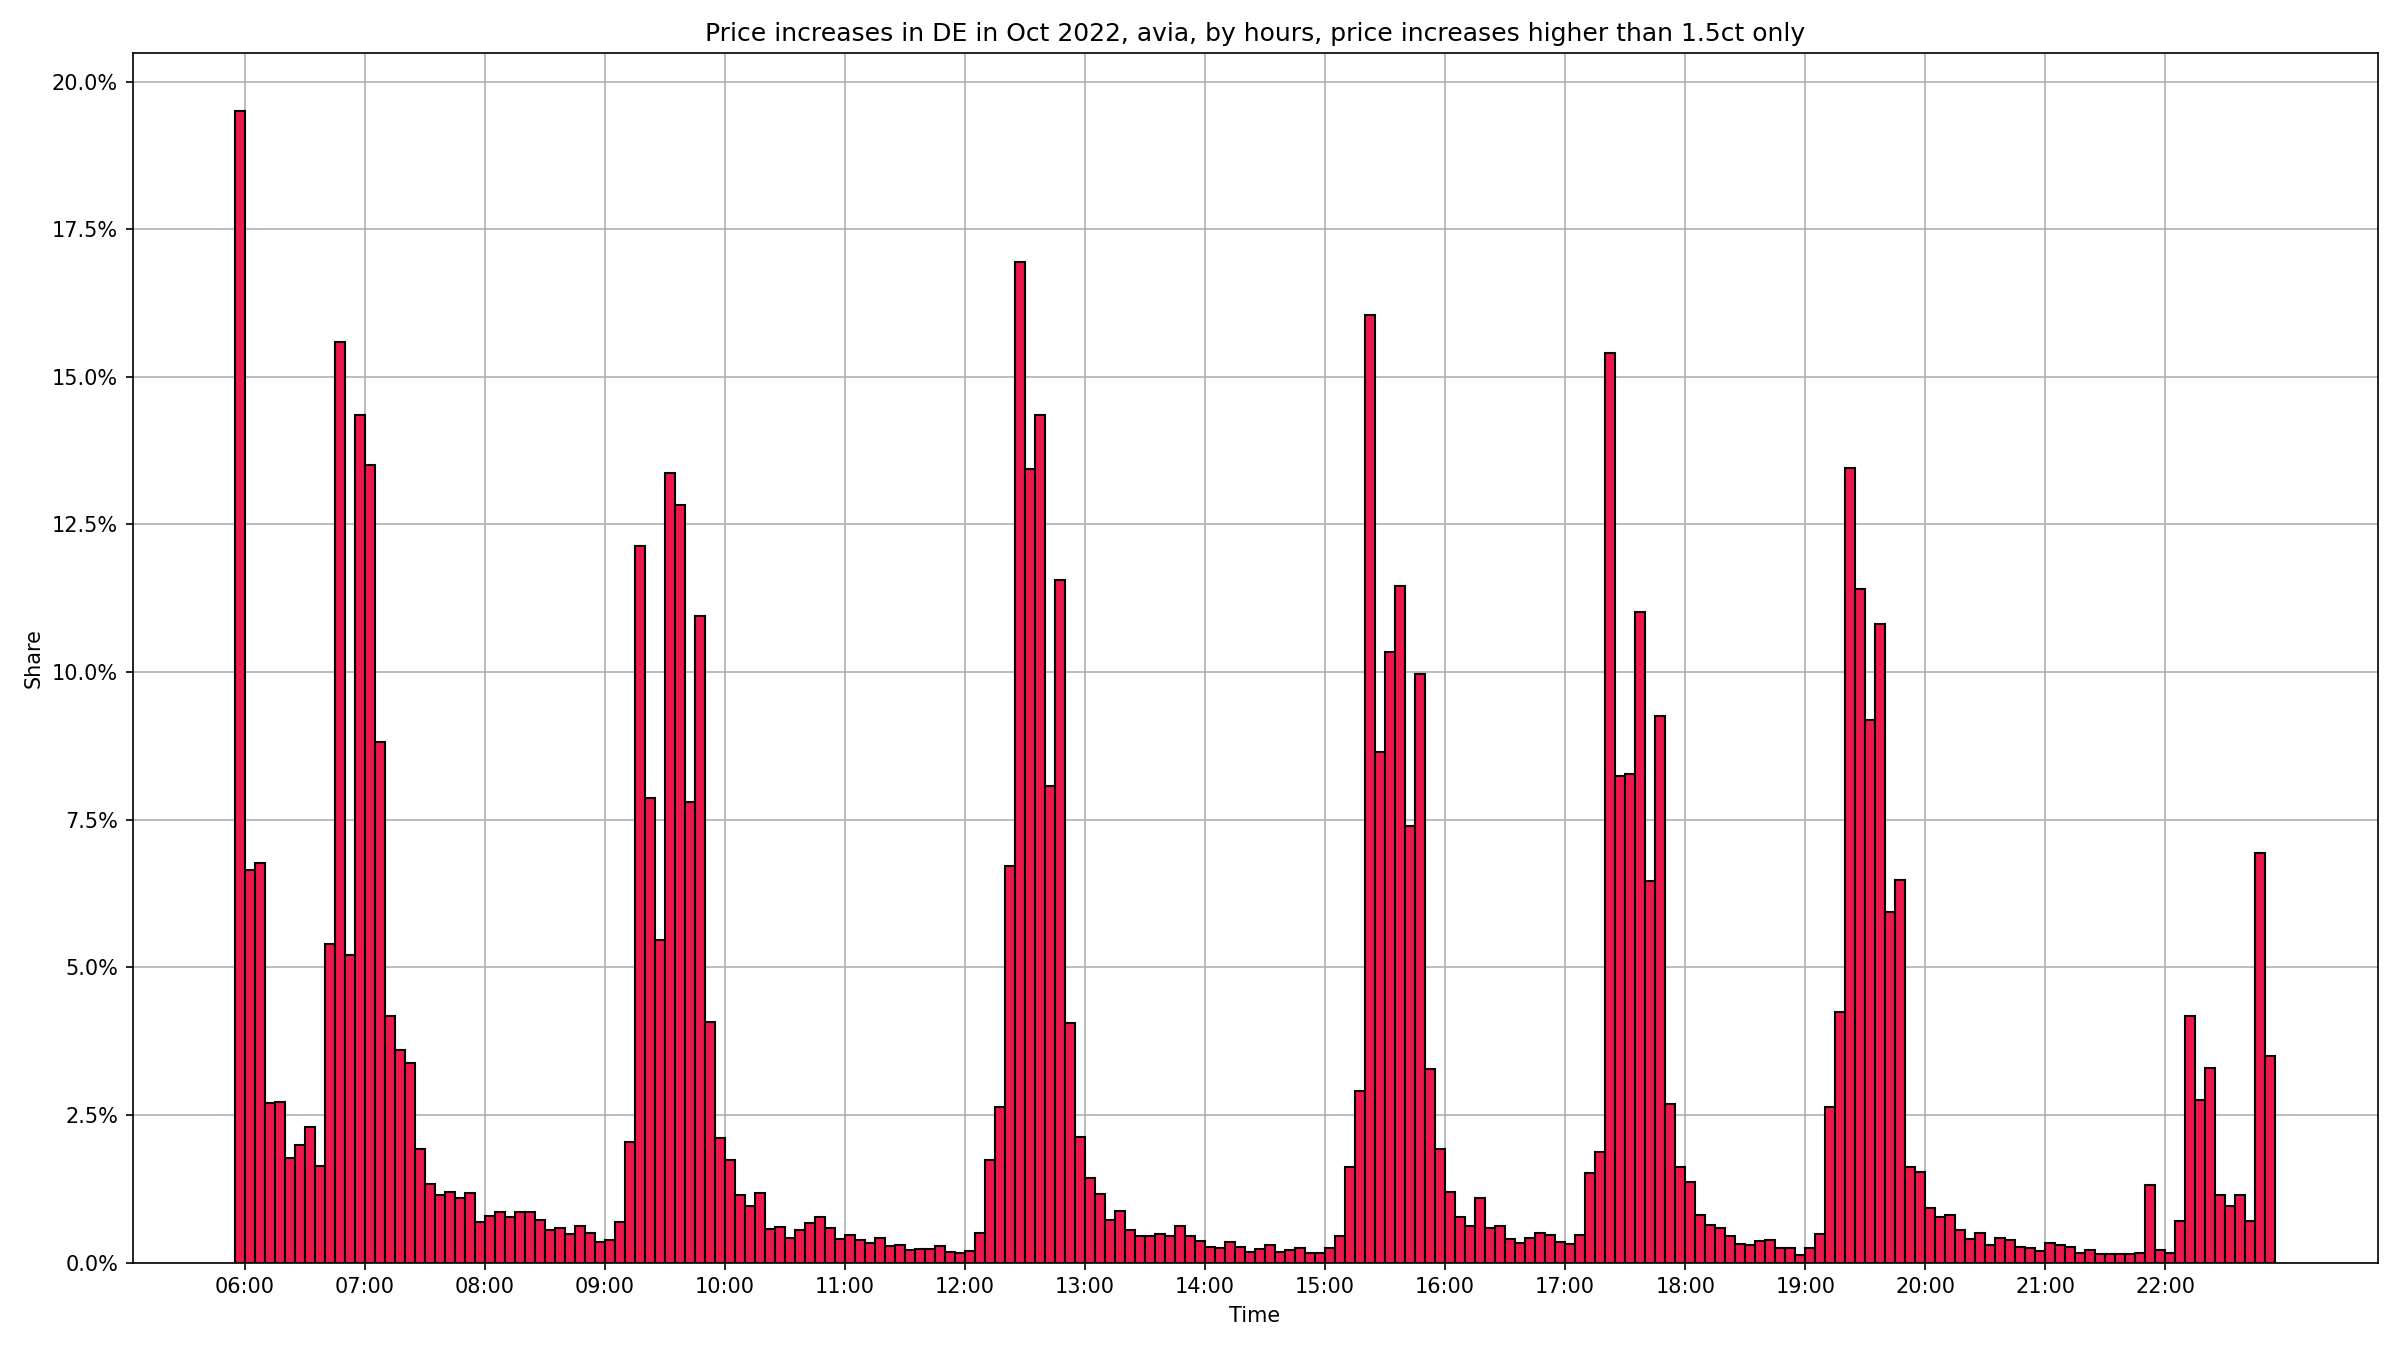 Price increases in DE in Oct 2022, avia, by hours, price increases higher than 1.5ct only
20.0%
17.5%
15.0%
12.5%
10.0%
7.5%
5.0%
2.5%
0.0%
Share
06:00 07:00 08:00 09:00 10:00 11:00 12:00 13:00 14:00 15:00 16:00 17:00 18:00 19:00 20:00 21:00 22:00
Time